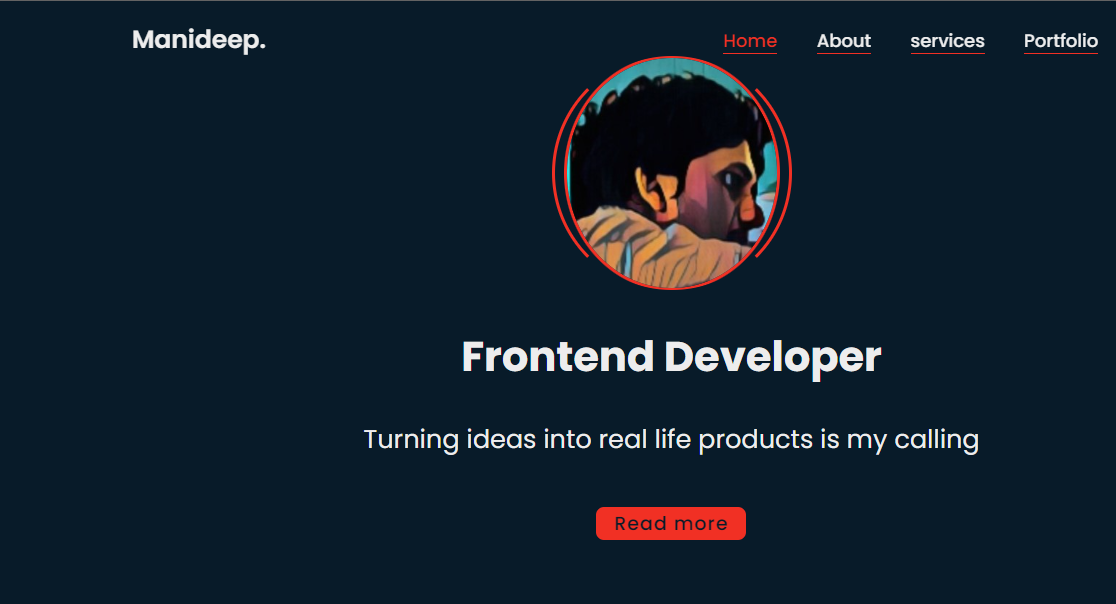 Manideep.
Home About services Portfolio
Frontend Developer
Turning ideas into real life products is my calling
Read more